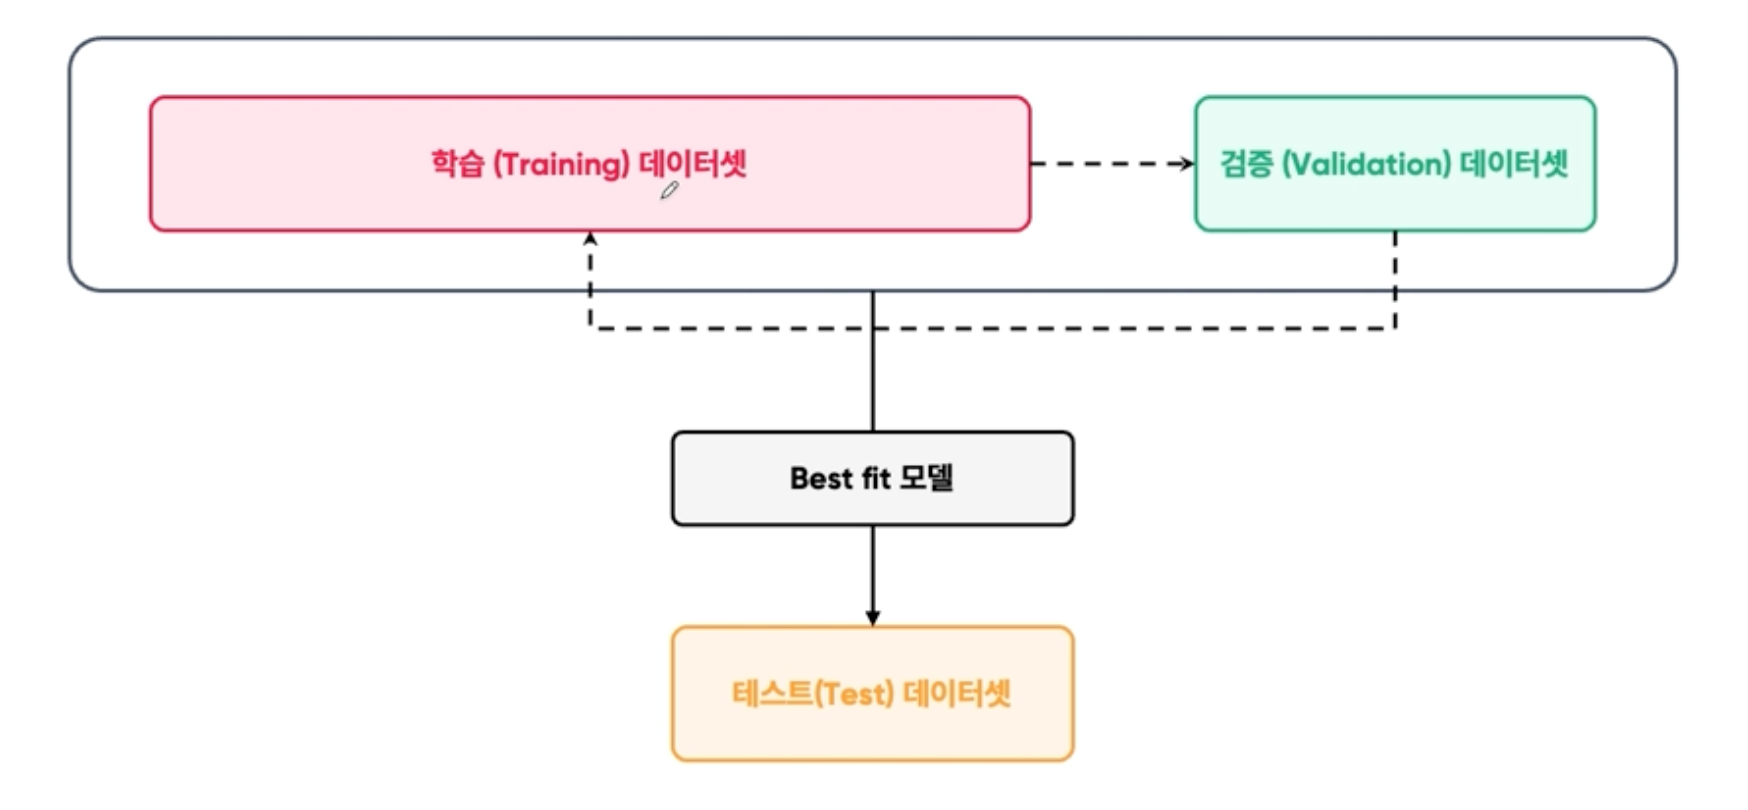 학습 (Training) 데이터셋
검증 (Validation) 데이터셋
Best fit 모델
테스트(Test) 데이터셋